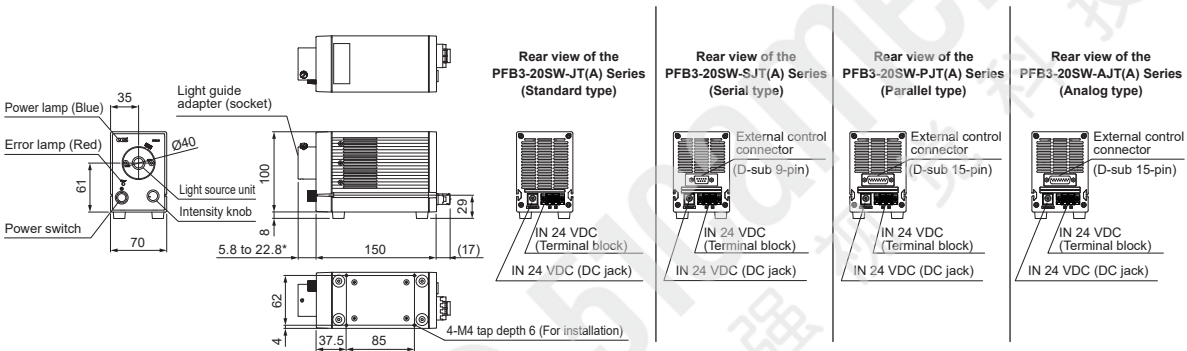 Rear view of the
PFB3-20SW-JT(A) Series
(Standard type)
Rear view of the
PFB3-20SW-SJT(A) Series
(Serial type)
Rear view of the
PFB3-20SW-PJT(A) Series
(Parallel type)
Rear view of the
PFB3-20SW-AJT(A) Series
(Analog type)
Power lamp (Blue)
35
Light guide
adapter (socket)
Error lamp (Red)
Ø40
61
Light source unit
Intensity knob
Power switch
70
100
8
29
5.8 to 22.8*
150
(17)
62
4
37.5
85
4-M4 tap depth 6 (For installation)
IN 24 VDC
(Terminal block)
IN 24 VDC (DC jack)
External control
connector
(D-sub 9-pin)
IN 24 VDC
(Terminal block)
IN 24 VDC (DC jack)
External control
connector
(D-sub 15-pin)
IN 24 VDC
(Terminal block)
IN 24 VDC (DC jack)
External control
connector
(D-sub 15-pin)
IN 24 VDC
(Terminal block)
IN 24 VDC (DC jack)